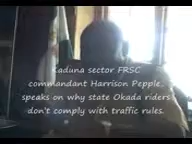 Kaduna sector FRSC
commandant Harrison Pepple,
speaks on why state Okada riders
don't comply with traffic rules.